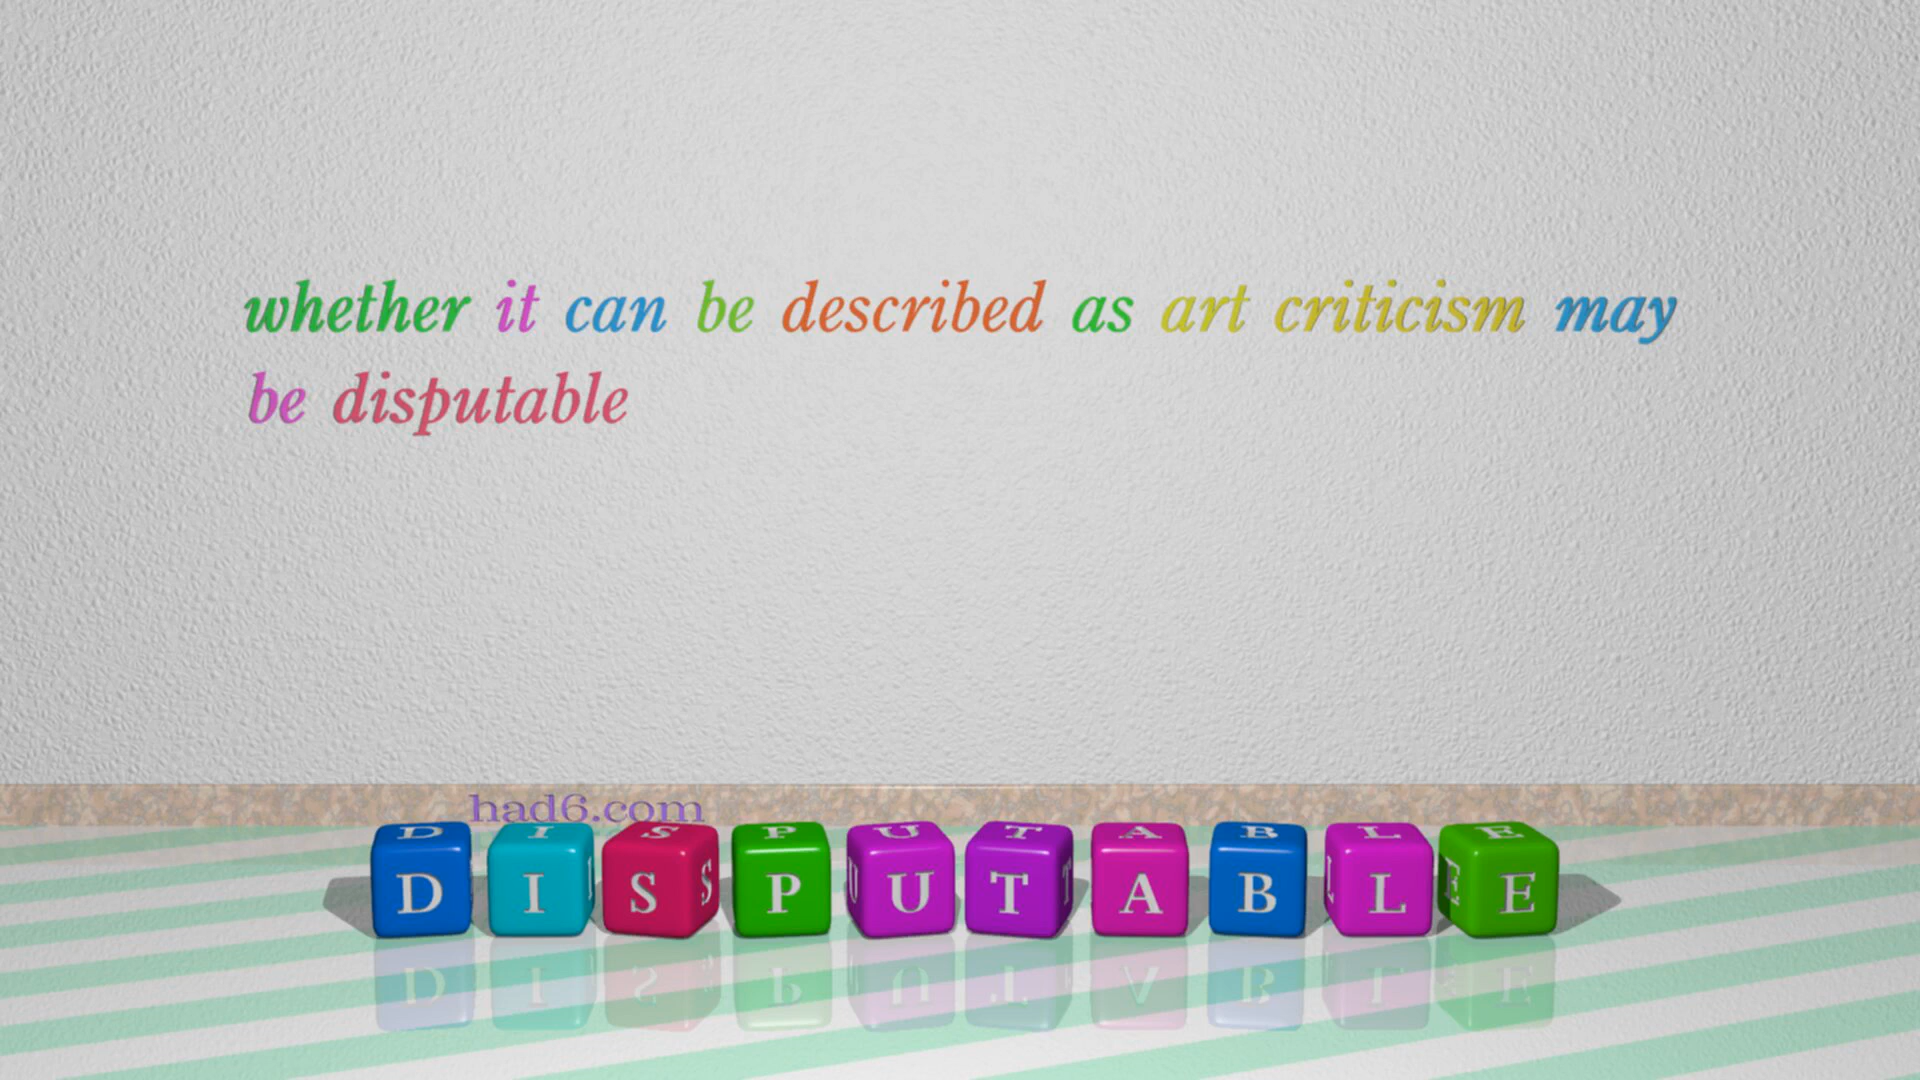 whether it can be described as art criticism may
be disputable
had6.com
DISPUTABLE